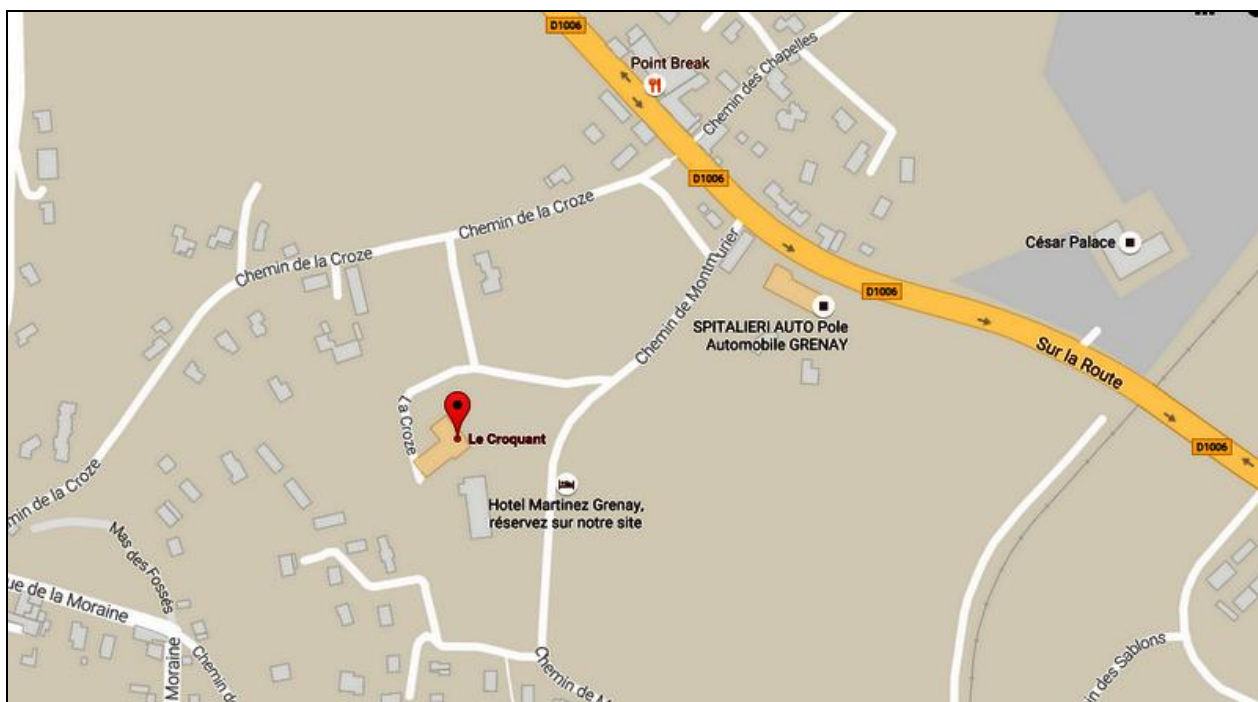 D1006
Point Break
Chemin des Chapelles
D1006
Chemin de la Croze
Chemin de la Croze
César Palace
Chemin de Montmurier
D1006
SPITALIERI AUTO Pole
Automobile GRENAY
Sur la Route
La Croze
Le Croquant
D1006
min de la Croze
Hotel Martinez Grenay,
réservez sur notre site
Mas des Fossés
ue de la Moraine
Moraine
Chemin de
Chemin de M
in des Sablons